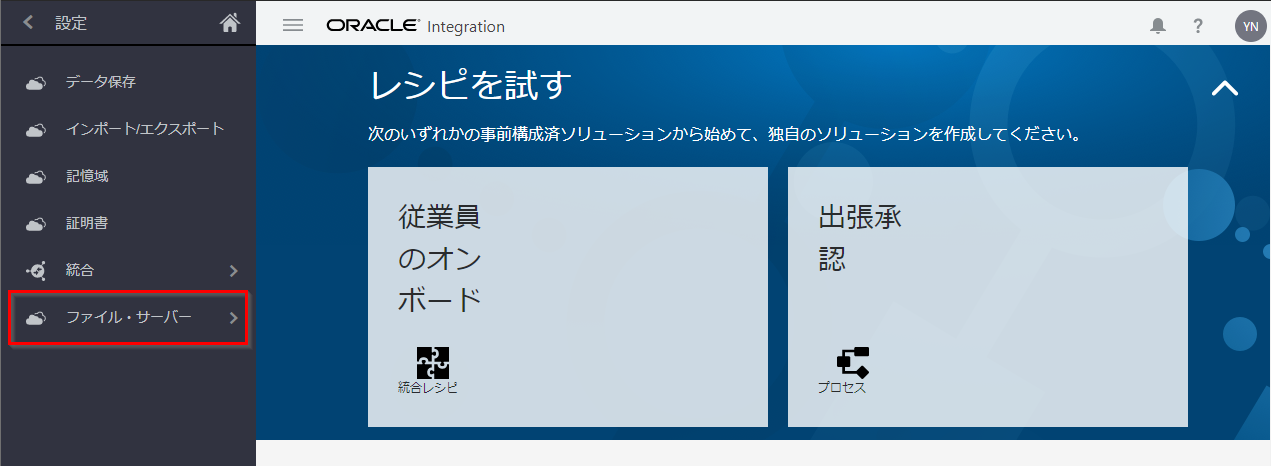 設定
ORACLE Integration
?
YN
データ保存
インポート/エクスポート
記憶域
証明書
統合
ファイル・サーバー
レシピを試す
次のいずれかの事前構成済ソリューションから始めて、独自のソリューションを作成してください。
従業員
のオン
ボード
統合レシピ
出張承
認
プロセス